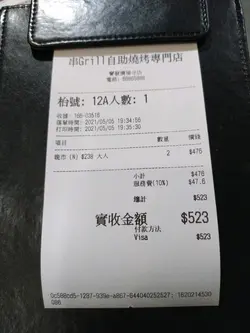 串Grill自助燒烤專門店
枱號: 12A人數: 1
收據: 166-03518
落單時間: 2021/05/05 19:34:56
打印時間: 2021/05/05 19:35:30
項目 數量 價錢
晚市 (N) $238 大人 2 $476
小計 $476
服務費(10%) $47.6
總計 $523
實收金額 $523
付款方法
Visa $523